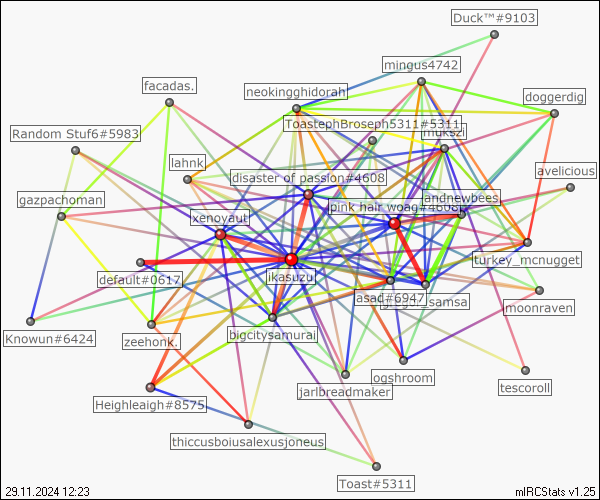 Duck™#9103
mingus4742
facadas.
neokingghidorah
doggerdig
ToastephBroseph5311#5311
Random Stuf6#5983
mukszi
lahnk
avelicious
disaster of passion#4608
gazpachoman
andnewbees.
pink hair woag#4608
xenoyaut
turkey_mcnugget
default#0617
ikasuzu
asad#6947
samsa
moonraven
zeehonk.
bigcitysamurai
Knowun#6424
ogshroom
tescoroll
jarlbreadmaker
Heighleaigh#8575
thiccusboiusalexusjoneus
Toast#5311
29.11.2024 12:23
mIRCStats v1.25